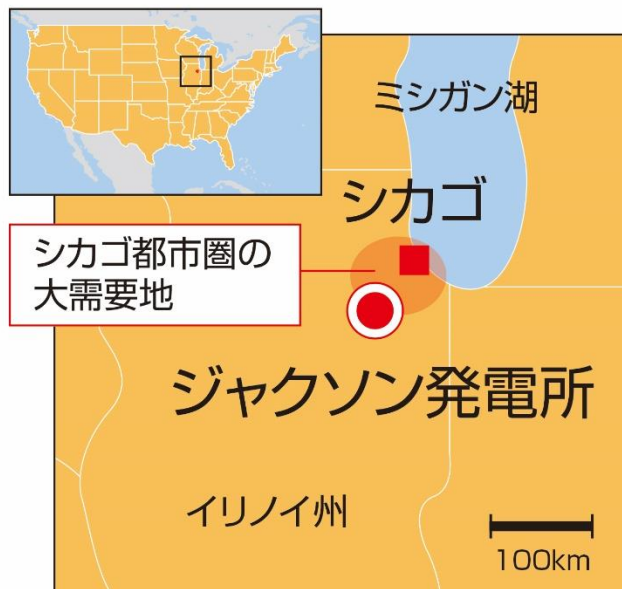 ミシガン湖
シカゴ
シカゴ都市圏の
大需要地
ジャクソン発電所
イリノイ州
100km